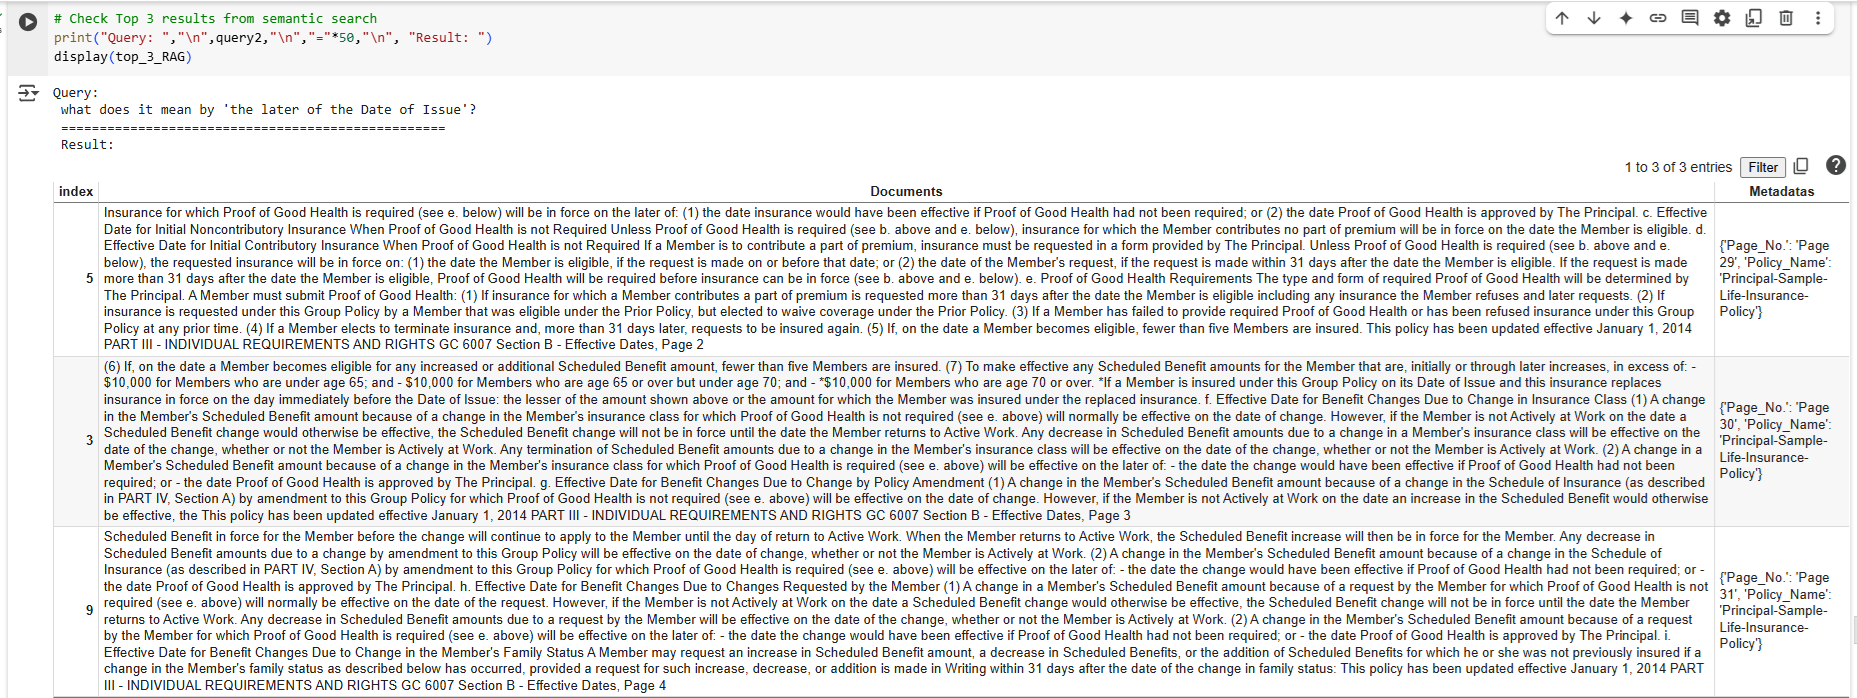 # Check Top 3 results from semantic search
print("Query: ","\n",query2,"\n","="*50,"\n", "Result: ")
display(top_3_RAG)
Query:
what does it mean by 'the later of the Date of Issue'?
==================================================
Result:
1 to 3 of 3 entries Filter
index Documents Metadatas
5
Insurance for which Proof of Good Health is required (see e. below) will be in force on the later of: (1) the date insurance would have been effective if Proof of Good Health had not been required; or (2) the date Proof of Good Health is approved by The Principal. c. Effective
Date for Initial Noncontributory Insurance When Proof of Good Health is not Required Unless Proof of Good Health is required (see b. above and e. below), insurance for which the Member contributes no part of premium will be in force on the date the Member is eligible. d.
Effective Date for Initial Contributory Insurance When Proof of Good Health is not Required If a Member is to contribute a part of premium, insurance must be requested in a form provided by The Principal. Unless Proof of Good Health is required (see b. above and e.
below), the requested insurance will be in force on: (1) the date the Member is eligible, if the request is made on or before that date; or (2) the date of the Member's request, if the request is made within 31 days after the date the Member is eligible. If the request is made
more than 31 days after the date the Member is eligible, Proof of Good Health will be required before insurance can be in force (see b. above and e. below). e. Proof of Good Health Requirements The type and form of required Proof of Good Health will be determined by
The Principal. A Member must submit Proof of Good Health: (1) If insurance for which a Member contributes a part of premium is requested more than 31 days after the date the Member is eligible including any insurance the Member refuses and later requests. (2) If
insurance is requested under this Group Policy by a Member that was eligible under the Prior Policy, but elected to waive coverage under the Prior Policy. (3) If a Member has failed to provide required Proof of Good Health or has been refused insurance under this Group
Policy at any prior time. (4) If a Member elects to terminate insurance and, more than 31 days later, requests to be insured again. (5) If, on the date a Member becomes eligible, fewer than five Members are insured. This policy has been updated effective January 1, 2014
PART III - INDIVIDUAL REQUIREMENTS AND RIGHTS GC 6007 Section B - Effective Dates, Page 2
{'Page_No.': 'Page
29', 'Policy_Name':
'Principal-Sample-
Life-Insurance-
Policy'}
3
(6) If, on the date a Member becomes eligible for any increased or additional Scheduled Benefit amount, fewer than five Members are insured. (7) To make effective any Scheduled Benefit amounts for the Member that are, initially or through later increases, in excess of: -
$10,000 for Members who are under age 65; and - $10,000 for Members who are age 65 or over but under age 70; and - *$10,000 for Members who are age 70 or over. *If a Member is insured under this Group Policy on its Date of Issue and this insurance replaces
insurance in force on the day immediately before the Date of Issue: the lesser of the amount shown above or the amount for which the Member was insured under the replaced insurance. f. Effective Date for Benefit Changes Due to Change in Insurance Class (1) A change
in the Member's Scheduled Benefit amount because of a change in the Member's insurance class for which Proof of Good Health is not required (see e. above) will normally be effective on the date of change. However, if the Member is not Actively at Work on the date a
Scheduled Benefit change would otherwise be effective, the Scheduled Benefit change will not be in force until the date the Member returns to Active Work. Any decrease in Scheduled Benefit amounts due to a change in a Member's insurance class will be effective on the
date of the change, whether or not the Member is Actively at Work. Any termination of Scheduled Benefit amounts due to a change in the Member's insurance class will be effective on the date of the change, whether or not the Member is Actively at Work. (2) A change in a
Member's Scheduled Benefit amount because of a change in the Member's insurance class for which Proof of Good Health is required (see e. above) will be effective on the later of: - the date the change would have been effective if Proof of Good Health had not been
required; or - the date Proof of Good Health is approved by The Principal. g. Effective Date for Benefit Changes Due to Change by Policy Amendment (1) A change in the Member's Scheduled Benefit amount because of a change in the Schedule of Insurance (as described
in PART IV, Section A) by amendment to this Group Policy for which Proof of Good Health is not required (see e. above) will be effective on the date of change. However, if the Member is not Actively at Work on the date an increase in the Scheduled Benefit would otherwise
be effective, the This policy has been updated effective January 1, 2014 PART III - INDIVIDUAL REQUIREMENTS AND RIGHTS GC 6007 Section B - Effective Dates, Page 3
{'Page_No.': 'Page
30', 'Policy_Name':
'Principal-Sample-
Life-Insurance-
Policy'}
9
Scheduled Benefit in force for the Member before the change will continue to apply to the Member until the day of return to Active Work. When the Member returns to Active Work, the Scheduled Benefit increase will then be in force for the Member. Any decrease in
Scheduled Benefit amounts due to a change by amendment to this Group Policy will be effective on the date of change, whether or not the Member is Actively at Work. (2) A change in the Member's Scheduled Benefit amount because of a change in the Schedule of
Insurance (as described in PART IV, Section A) by amendment to this Group Policy for which Proof of Good Health is required (see e. above) will be effective on the later of: - the date the change would have been effective if Proof of Good Health had not been required; or -
the date Proof of Good Health is approved by The Principal. h. Effective Date for Benefit Changes Due to Changes Requested by the Member (1) A change in a Member's Scheduled Benefit amount because of a request by the Member for which Proof of Good Health is not
required (see e. above) will normally be effective on the date of the request. However, if the Member is not Actively at Work on the date a Scheduled Benefit change would otherwise be effective, the Scheduled Benefit change will not be in force until the date the Member
returns to Active Work. Any decrease in Scheduled Benefit amounts due to a request by the Member will be effective on the date of the change, whether or not the Member is Actively at Work. (2) A change in the Member's Scheduled Benefit amount because of a request
by the Member for which Proof of Good Health is required (see e. above) will be effective on the later of: - the date the change would have been effective if Proof of Good Health had not been required; or - the date Proof of Good Health is approved by The Principal. i.
Effective Date for Benefit Changes Due to Change in the Member's Family Status A Member may request an increase in Scheduled Benefit amount, a decrease in Scheduled Benefits, or the addition of Scheduled Benefits for which he or she was not previously insured if a
change in the Member's family status as described below has occurred, provided a request for such increase, decrease, or addition is made in Writing within 31 days after the date of the change in family status: This policy has been updated effective January 1, 2014 PART
III - INDIVIDUAL REQUIREMENTS AND RIGHTS GC 6007 Section B - Effective Dates, Page 4
{'Page_No.': 'Page
31', 'Policy_Name':
'Principal-Sample-
Life-Insurance-
Policy'}